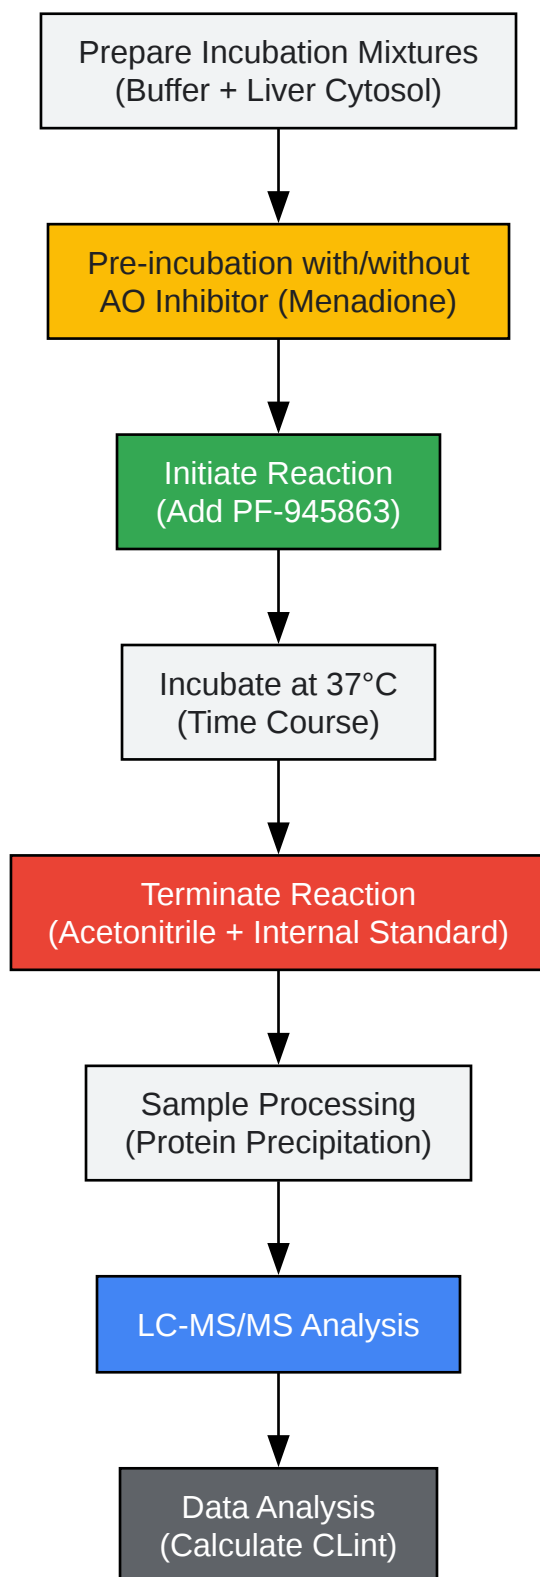 Prepare Incubation Mixtures
(Buffer + Liver Cytosol)
Pre-incubation with/without
AO Inhibitor (Menadione)
Initiate Reaction
(Add PF-945863)
Incubate at 37°C
(Time Course)
Terminate Reaction
(Acetonitrile + Internal Standard)
Sample Processing
(Protein Precipitation)
LC-MS/MS Analysis
Data Analysis
(Calculate CLint)